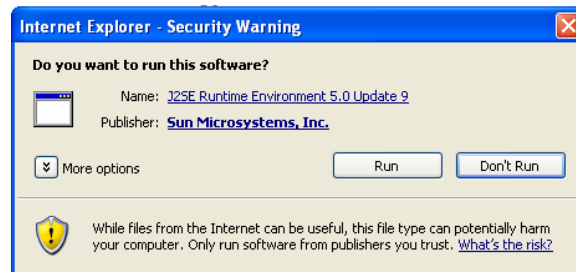 Internet Explorer - Security Warning
Do you want to run this software?
Name: J2SE Runtime Environment 5.0 Update 9
Publisher: Sun Microsystems, Inc.
More options Run Don't Run
While files from the Internet can be useful, this file type can potentially harm
your computer. Only run software from publishers you trust. What's the risk?